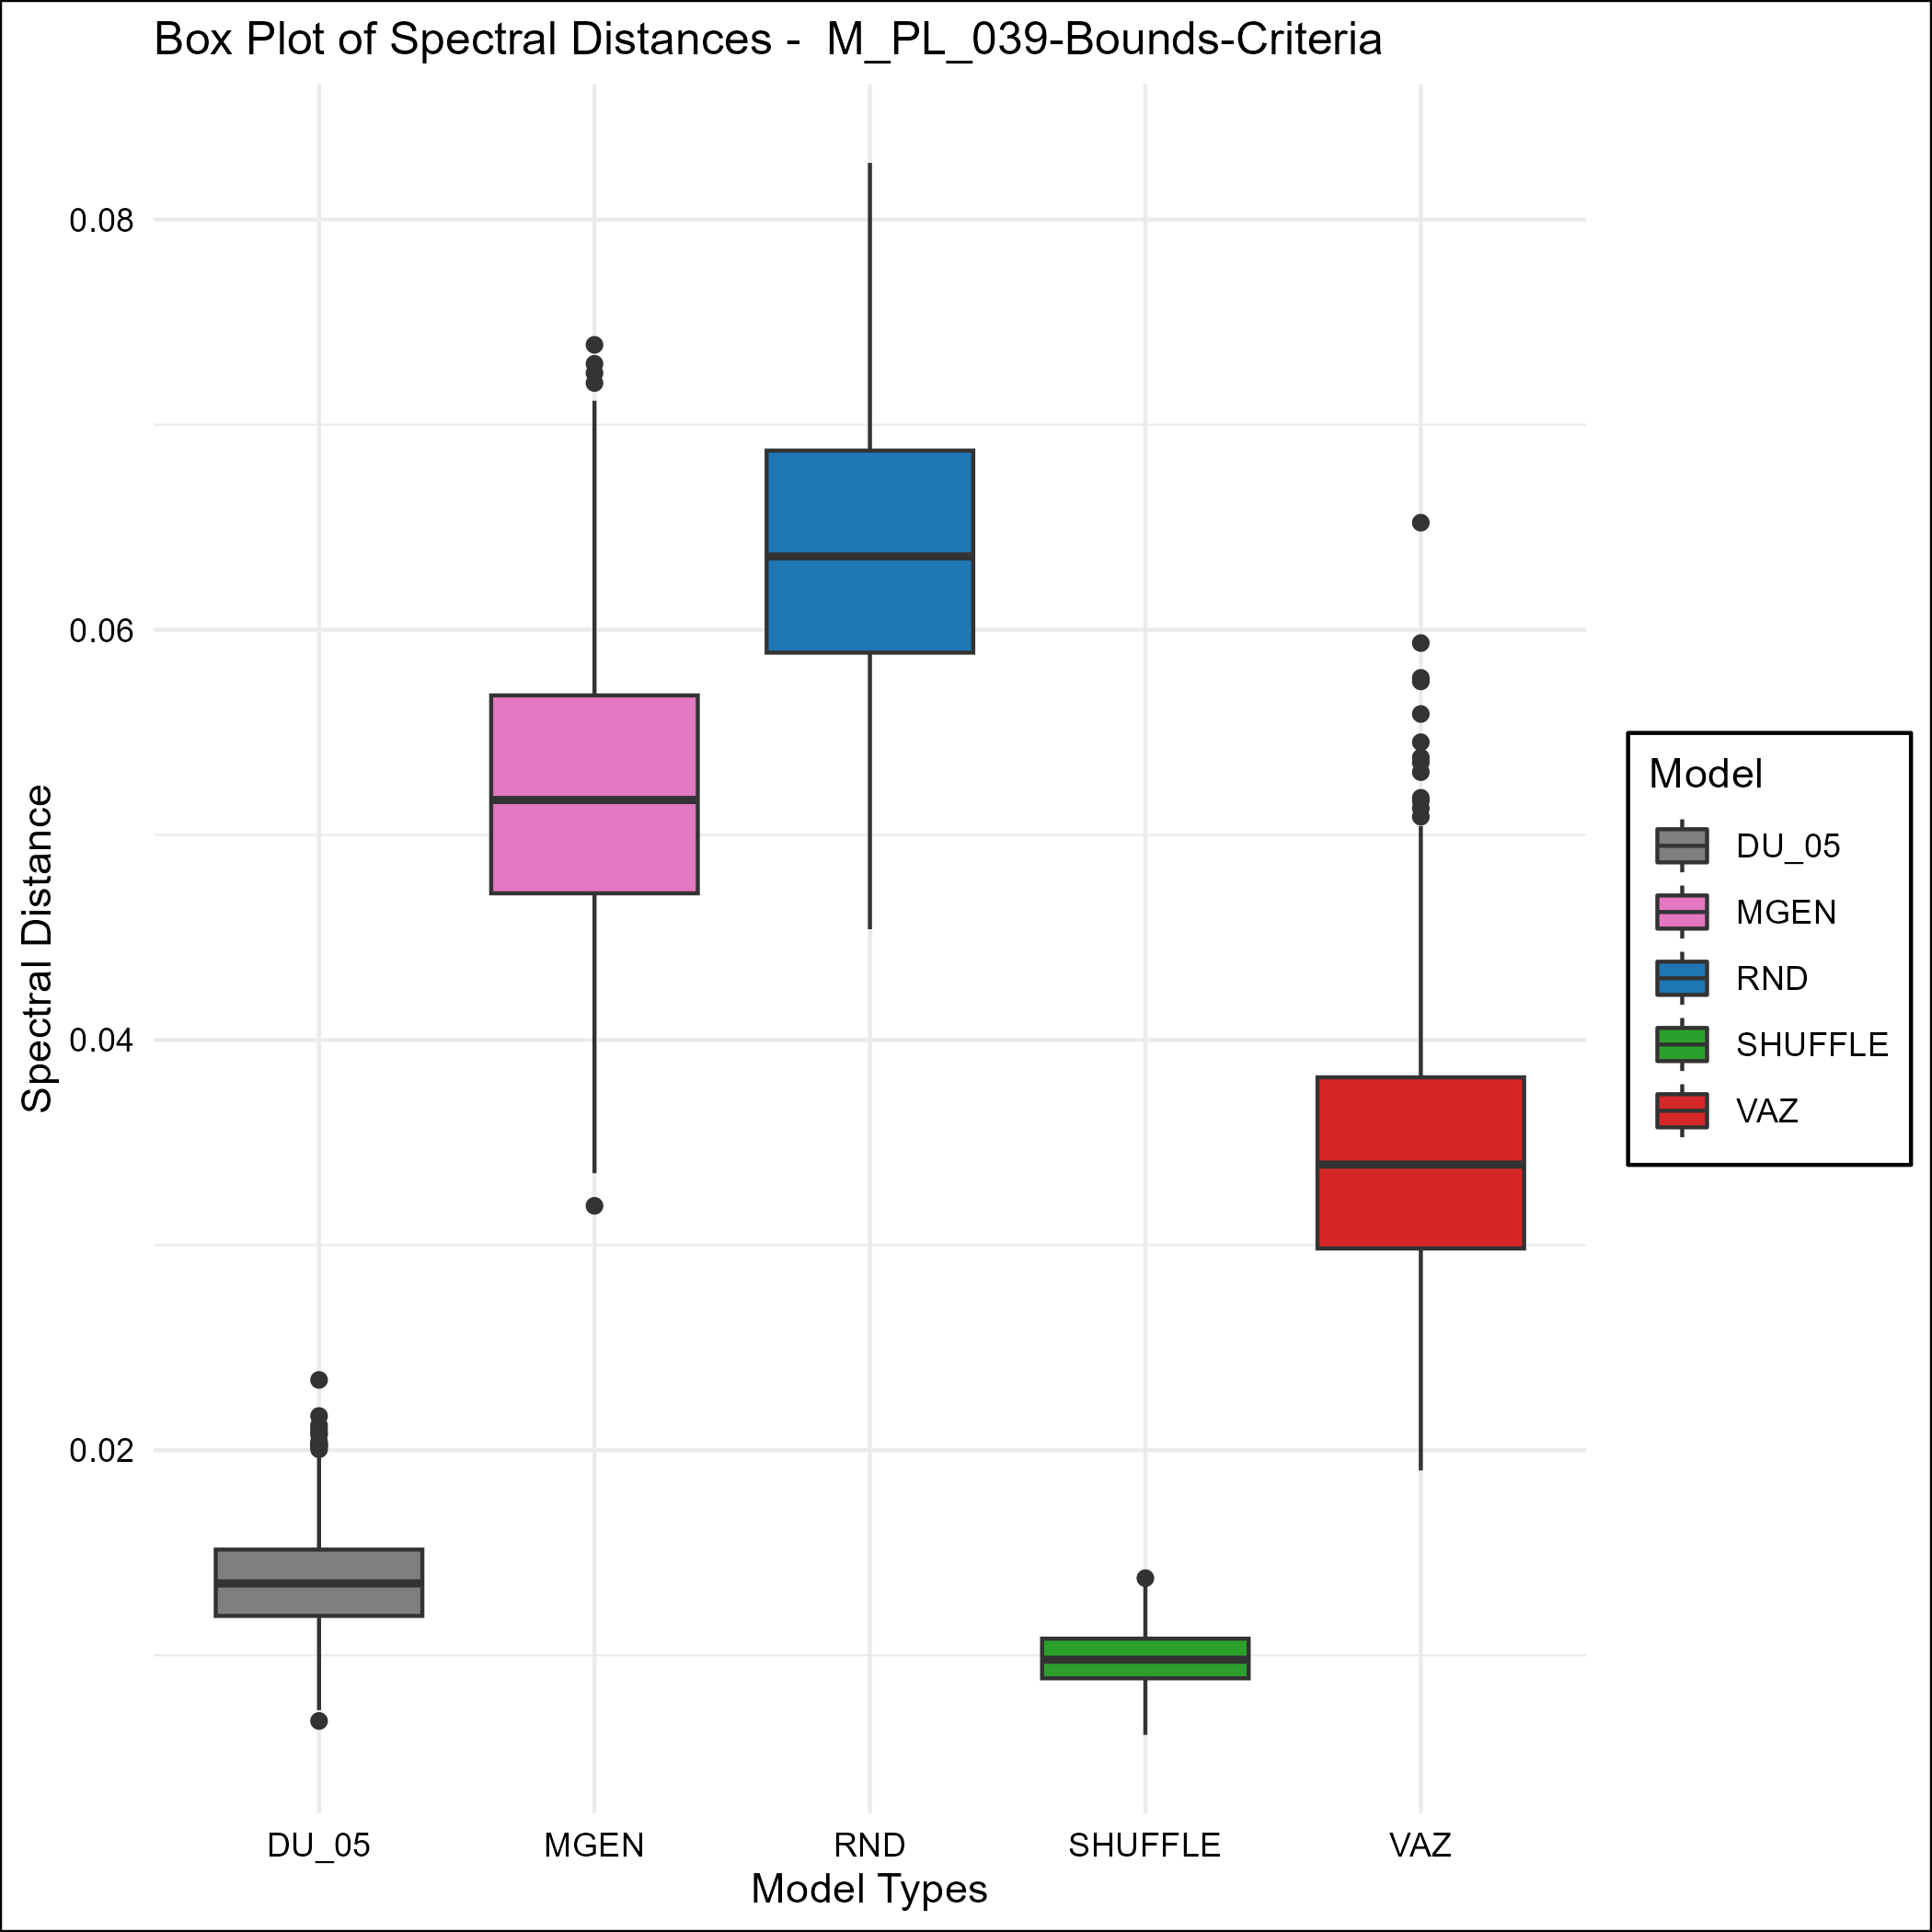 Box Plot of Spectral Distances -  M_PL_039-Bounds-Criteria
Spectral Distance
0.08
0.06
0.04
0.02
DU_05
MGEN
RND
SHUFFLE
VAZ
Model Types
Model
DU_05
MGEN
RND
SHUFFLE
VAZ